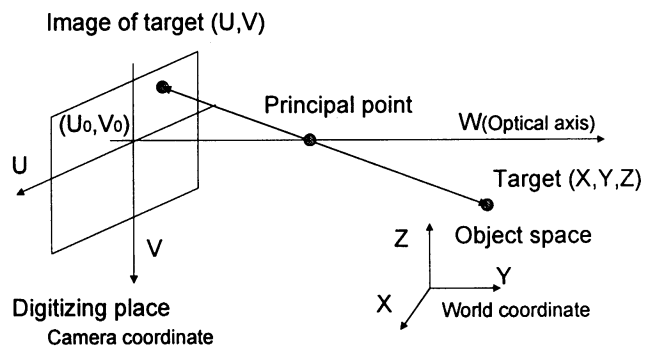 Image of target (U,V)
Principal point
(U₀,V₀)
W(Optical axis)
U
Target (X,Y,Z)
V
Z
Object space
Y
X
Digitizing place
World coordinate
Camera coordinate